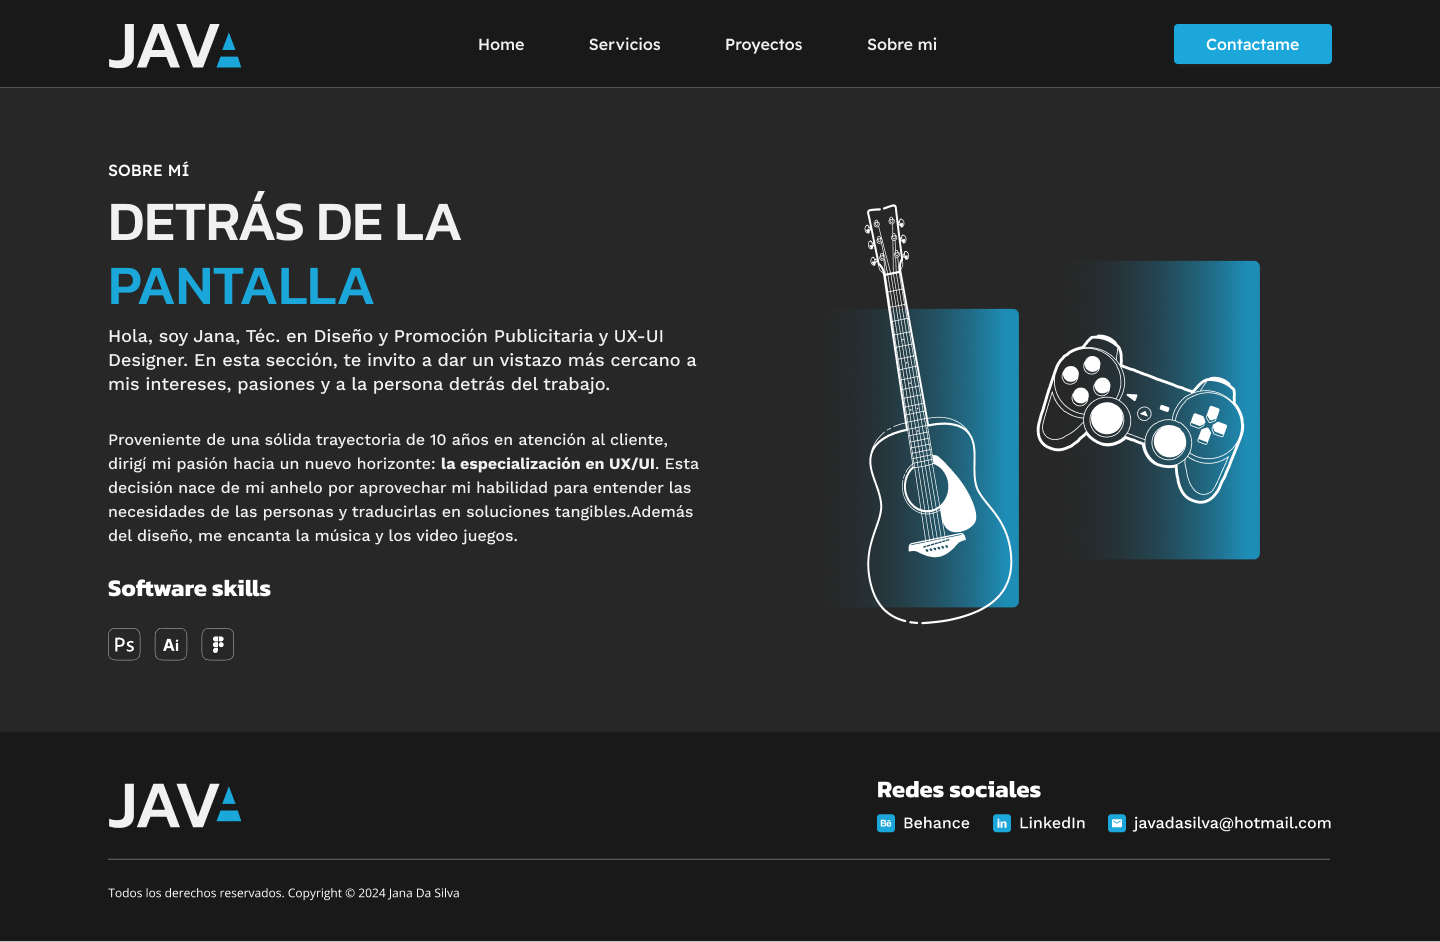 JAVA
Home
Servicios
Proyectos
Sobre mi
Contactame
SOBRE MÍ
DETRÁS DE LA
PANTALLA
Hola, soy Jana, Téc. en Diseño y Promoción Publicitaria y UX-UI
Designer. En esta sección, te invito a dar un vistazo más cercano a
mis intereses, pasiones y a la persona detrás del trabajo.
Proveniente de una sólida trayectoria de 10 años en atención al cliente,
dirigí mi pasión hacia un nuevo horizonte: la especialización en UX/UI. Esta
decisión nace de mi anhelo por aprovechar mi habilidad para entender las
necesidades de las personas y traducirlas en soluciones tangibles.Además
del diseño, me encanta la música y los video juegos.
Software skills
Ps
Ai
JAVA
Redes sociales
Bē Behance
in LinkedIn
javadasilva@hotmail.com
Todos los derechos reservados. Copyright © 2024 Jana Da Silva